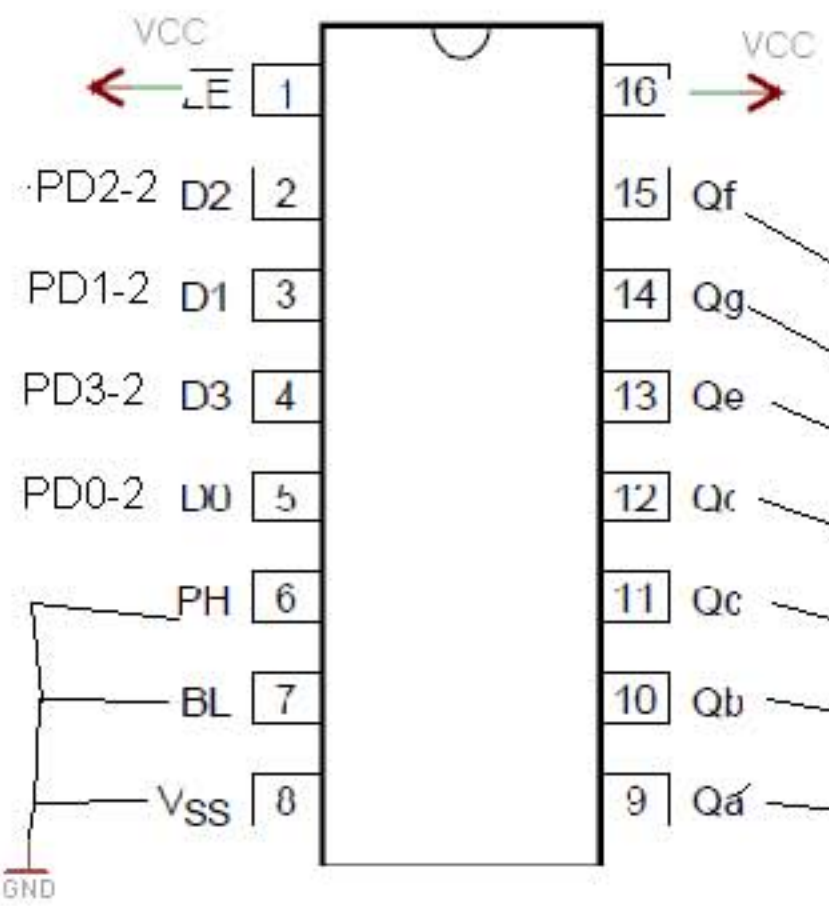 VCC
VCC
LE 1 16
PD2-2 D2 2 15 Qf
PD1-2 D1 3 14 Qg
PD3-2 D3 4 13 Qe
PD0-2 D0 5 12
PH 6 11 Qc
BL 7 10 Qb
VSS 8 9 Qa
GND